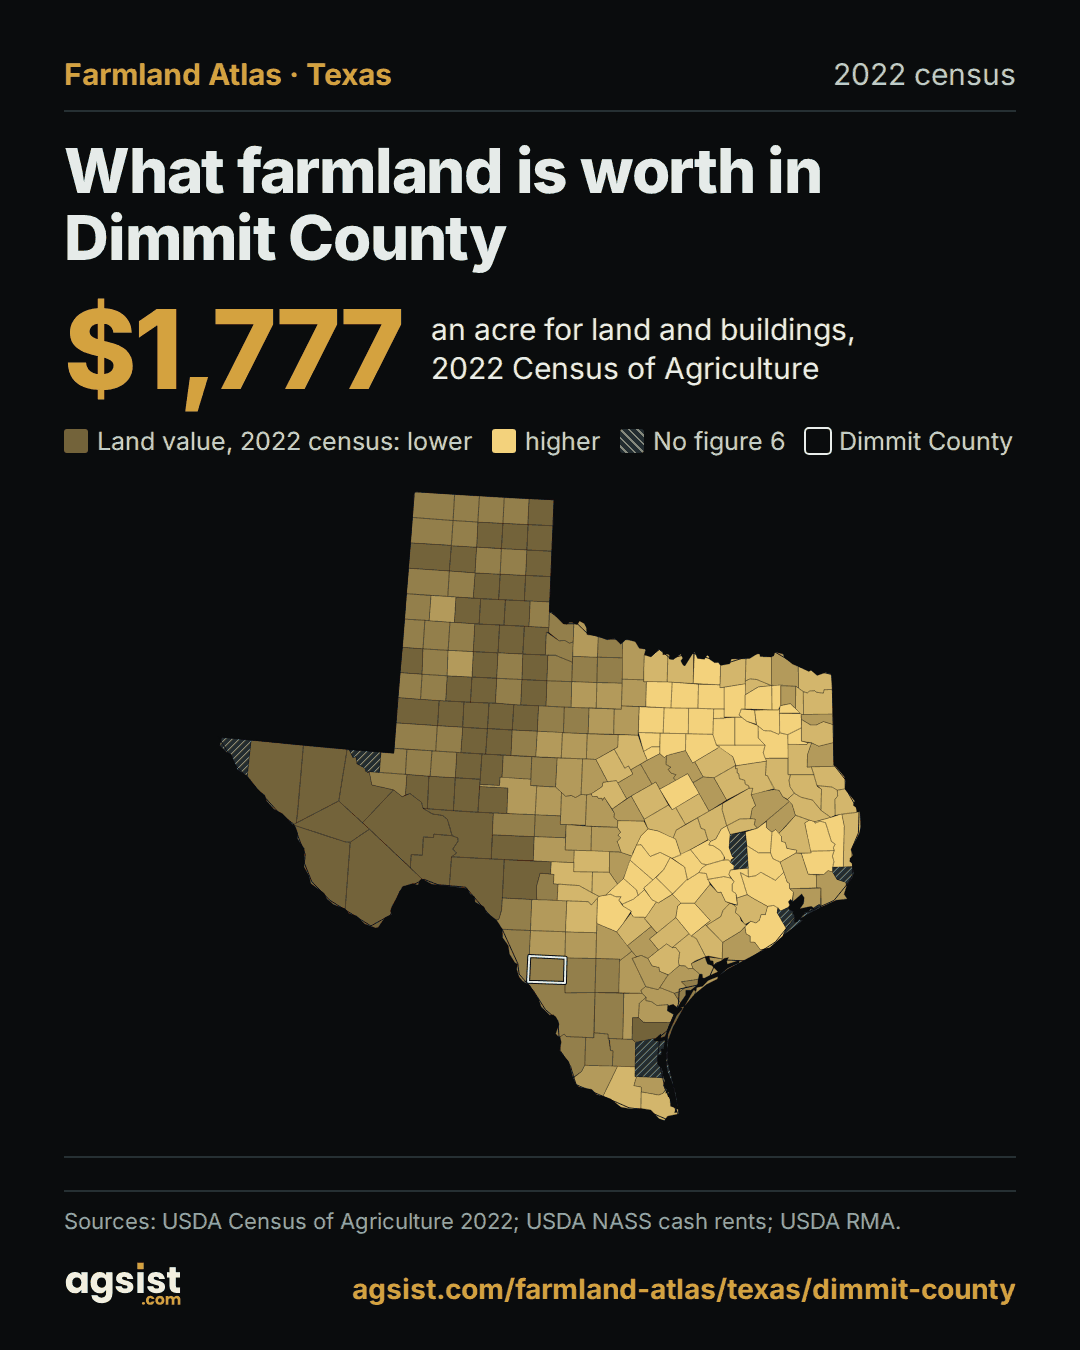 Farmland Atlas · Texas
2022 census
What farmland is worth in
Dimmit County
$1,777
an acre for land and buildings,
2022 Census of Agriculture
Land value, 2022 census: lower
higher
No figure 6
Dimmit County
Sources: USDA Census of Agriculture 2022; USDA NASS cash rents; USDA RMA.
agsist
.com
agsist.com/farmland-atlas/texas/dimmit-county